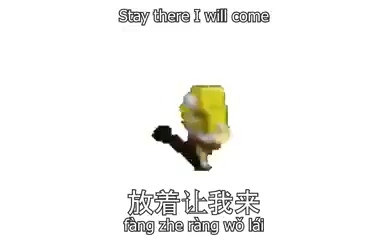 Stay there I will come
放着让我来
fàng zhe ràng wǒ lái